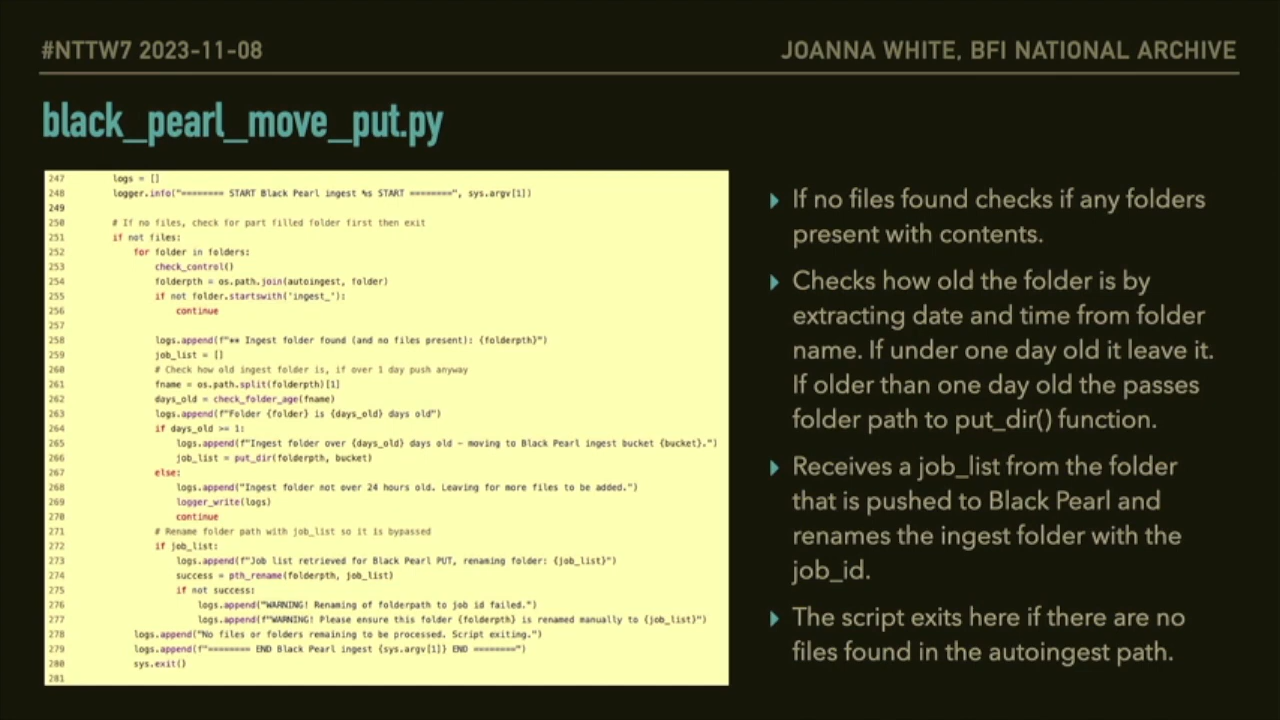 #NTTW7 2023-11-08
JOANNA WHITE, BFI NATIONAL ARCHIVE
black_pearl_move_put.py
247 logs = []
248 logger.info("======== START Black Pearl ingest %s START ========", sys.argv[1])
249
250 # If no files, check for part filled folder first then exit
251 if not files:
252 for folder in folders:
253 check_control()
254 folderpth = os.path.join(autoingest, folder)
255 if not folder.startswith('ingest_'):
256 continue
257
258 logs.append(f"** Ingest folder found (and no files present): {folderpth}")
259 job_list = []
260 # Check how old ingest folder is, if over 1 day push anyway
261 fname = os.path.split(folderpth)[1]
262 days_old = check_folder_age(fname)
263 logs.append(f"Folder {folder} is {days_old} days old")
264 if days_old >= 1:
265 logs.append(f"Ingest folder over {days_old} days old - moving to Black Pearl ingest bucket {bucket}.")
266 job_list = put_dir(folderpth, bucket)
267 else:
268 logs.append("Ingest folder not over 24 hours old. Leaving for more files to be added.")
269 logger_write(logs)
270 continue
271 # Rename folder path with job_list so it is bypassed
272 if job_list:
273 logs.append(f"Job list retrieved for Black Pearl PUT, renaming folder: {job_list}")
274 success = pth_rename(folderpth, job_list)
275 if not success:
276 logs.append("WARNING! Renaming of folderpath to job id failed.")
277 logs.append(f"WARNING! Please ensure this folder {folderpth} is renamed manually to {job_list}")
278 logs.append("No files or folders remaining to be processed. Script exiting.")
279 logs.append(f"======== END Black Pearl ingest {sys.argv[1]} END ========")
280 sys.exit()
281
If no files found checks if any folders
present with contents.
Checks how old the folder is by
extracting date and time from folder
name. If under one day old it leave it.
If older than one day old the passes
folder path to put_dir() function.
Receives a job_list from the folder
that is pushed to Black Pearl and
renames the ingest folder with the
job_id.
The script exits here if there are no
files found in the autoingest path.